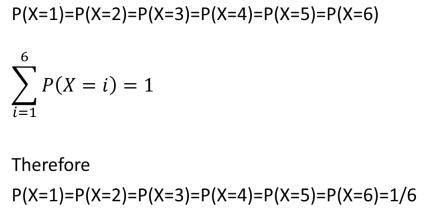 P(X=1)=P(X=2)=P(X=3)=P(X=4)=P(X=5)=P(X=6)
6
∑ P(X = i) = 1
i=1
Therefore
P(X=1)=P(X=2)=P(X=3)=P(X=4)=P(X=5)=P(X=6)=1/6